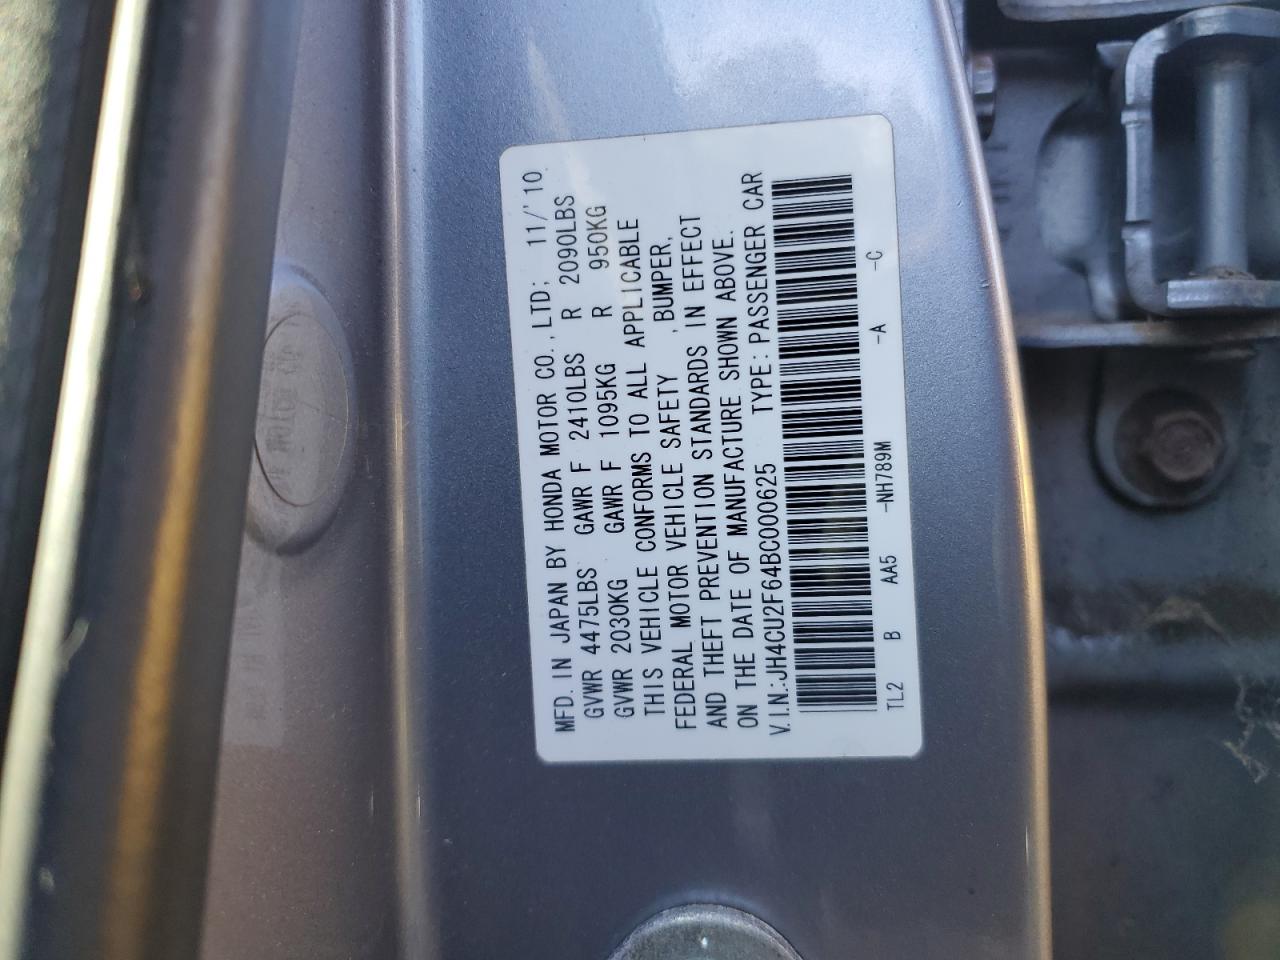 MFD. IN JAPAN BY HONDA MOTOR CO., LTD; 11/'10
GVWR 4475LBS GAWR F 2410LBS R 2090LBS
GVWR 2030KG GAWR F 1095KG R 950KG
THIS VEHICLE CONFORMS TO ALL APPLICABLE
FEDERAL MOTOR VEHICLE SAFETY ,BUMPER,
AND THEFT PREVENTION STANDARDS IN EFFECT
ON THE DATE OF MANUFACTURE SHOWN ABOVE.
V.I.N.:JH4CU2F64BC000625 TYPE:PASSENGER CAR
TL2 B AA5 -NH789M -A -C